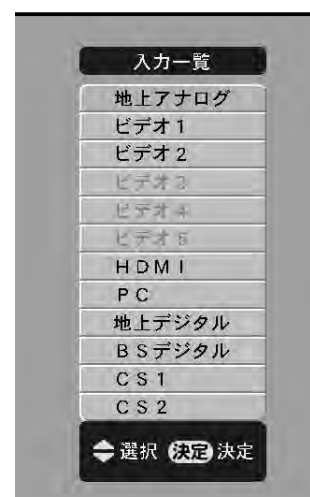 入力一覧
地上アナログ
ビデオ1
ビデオ2
ビデオ3
ビデオ4
ビデオ5
HDMI
PC
地上デジタル
BSデジタル
CS1
CS2
選択 決定 決定